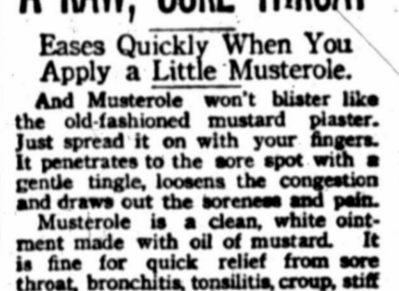 A RAW, SORE THROAT
Eases Quickly When You
Apply a Little Musterole.
And Musterole won't blister like
the old-fashioned mustard plaster.
Just spread it on with your fingers.
It penetrates to the sore spot with a
gentle tingle, loosens the congestion
and draws out the soreness and pain.
Musterole is a clean, white oint-
ment made with oil of mustard. It
is fine for quick relief from sore
throat, bronchitis, tonsilitis, croup, stiff